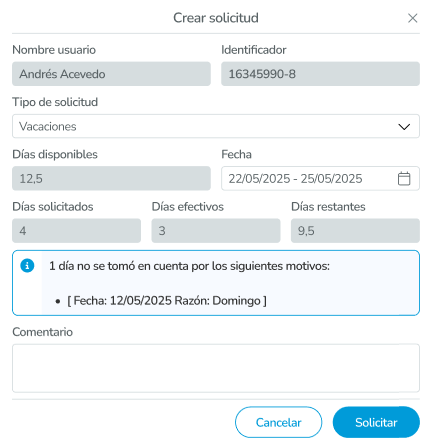 Crear solicitud
Nombre usuario
Identificador
Andrés Acevedo
16345990-8
Tipo de solicitud
Vacaciones
Días disponibles
Fecha
12,5
22/05/2025 - 25/05/2025
Días solicitados
Días efectivos
Días restantes
4
3
9,5
1 día no se tomó en cuenta por los siguientes motivos:
• [ Fecha: 12/05/2025 Razón: Domingo ]
Comentario
Cancelar
Solicitar